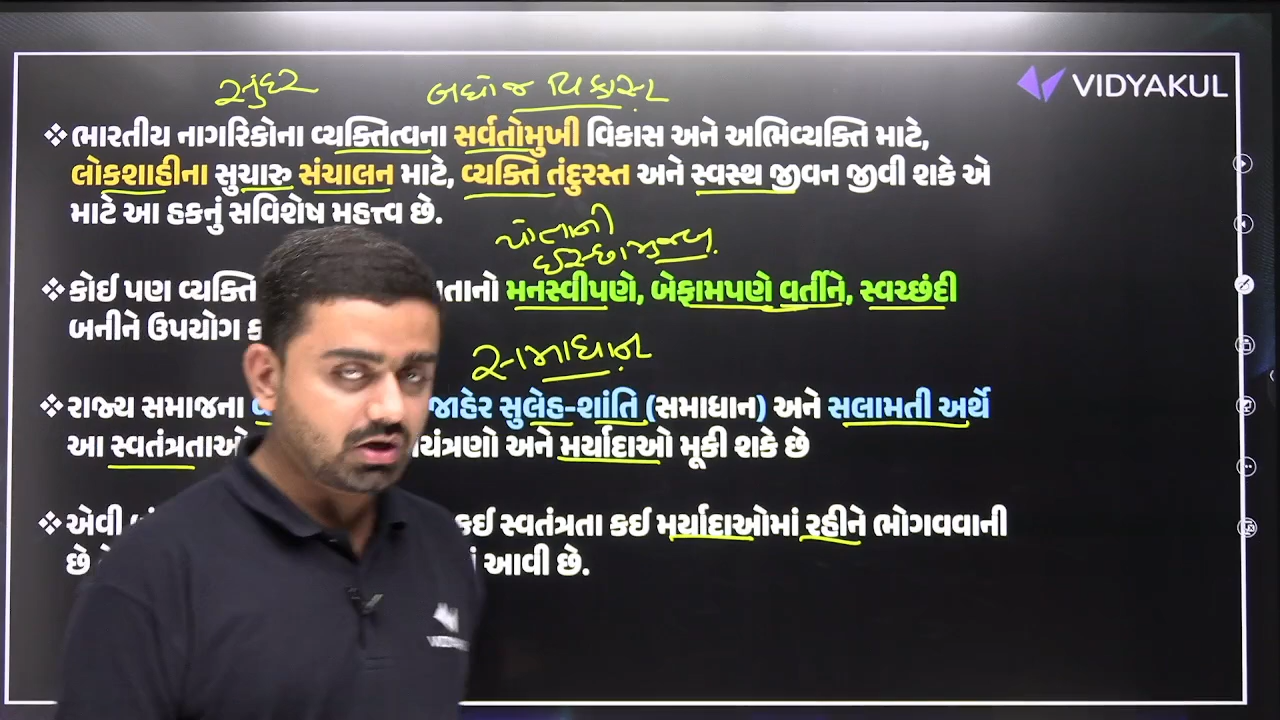 સુંદર બધોજ વિકાસ
VIDYAKUL
❖ ભારતીય નાગરિકોના વ્યક્તિત્વના સર્વતોમુખી વિકાસ અને અભિવ્યક્તિ માટે,
લોકશાહીના સુચારુ સંચાલન માટે, વ્યક્તિ તંદુરસ્ત અને સ્વસ્થ જીવન જીવી શકે એ
માટે આ હકનું સવિશેષ મહત્ત્વ છે.
પોતાની
ઈચ્છા મુજબ
❖ કોઈ પણ વ્યક્તિ મનસ્વીપણે, બેફામપણે વર્તીને, સ્વચ્છંદી
બનીને ઉપયોગ
સમાધાન
❖ રાજ્ય સમાજના જાહેર સુલેહ-શાંતિ (સમાધાન) અને સલામતી અર્થે
આ અને મર્યાદાઓ મૂકી શકે છે
❖ એવી કઈ સ્વતંત્રતા કઈ મર્યાદાઓમાં રહીને ભોગવવાની
છે આવી છે.